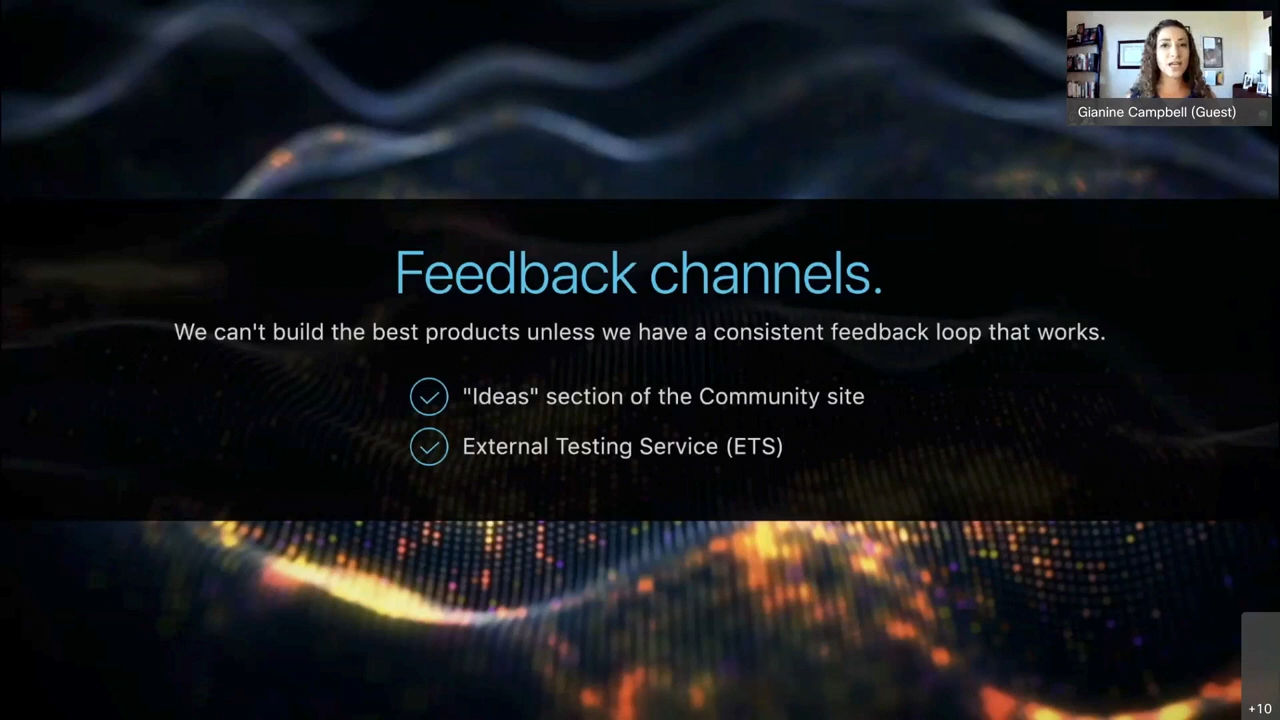 Gianine Campbell (Guest)
Feedback channels.
We can't build the best products unless we have a consistent feedback loop that works.
"Ideas" section of the Community site
External Testing Service (ETS)
+10